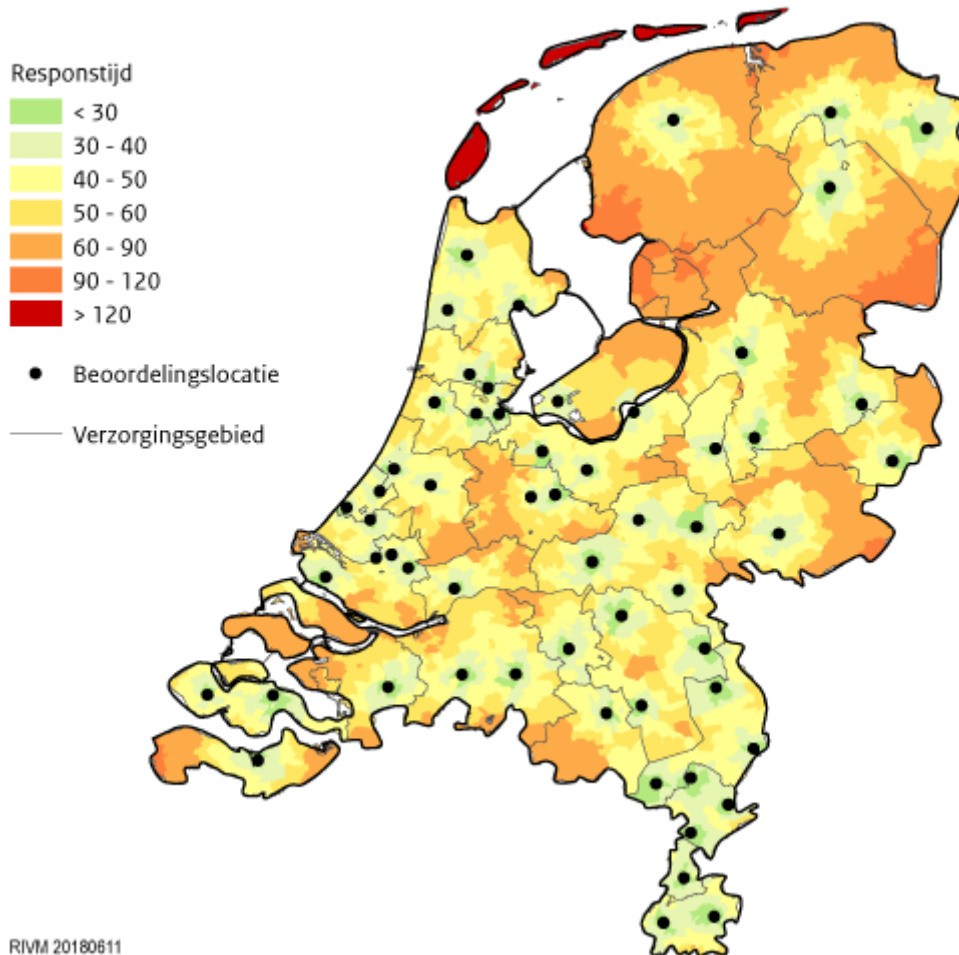 Responstijd
< 30
30 - 40
40 - 50
50 - 60
60 - 90
90 - 120
> 120
Beoordelingslocatie
Verzorgingsgebied
RIVM 20180611